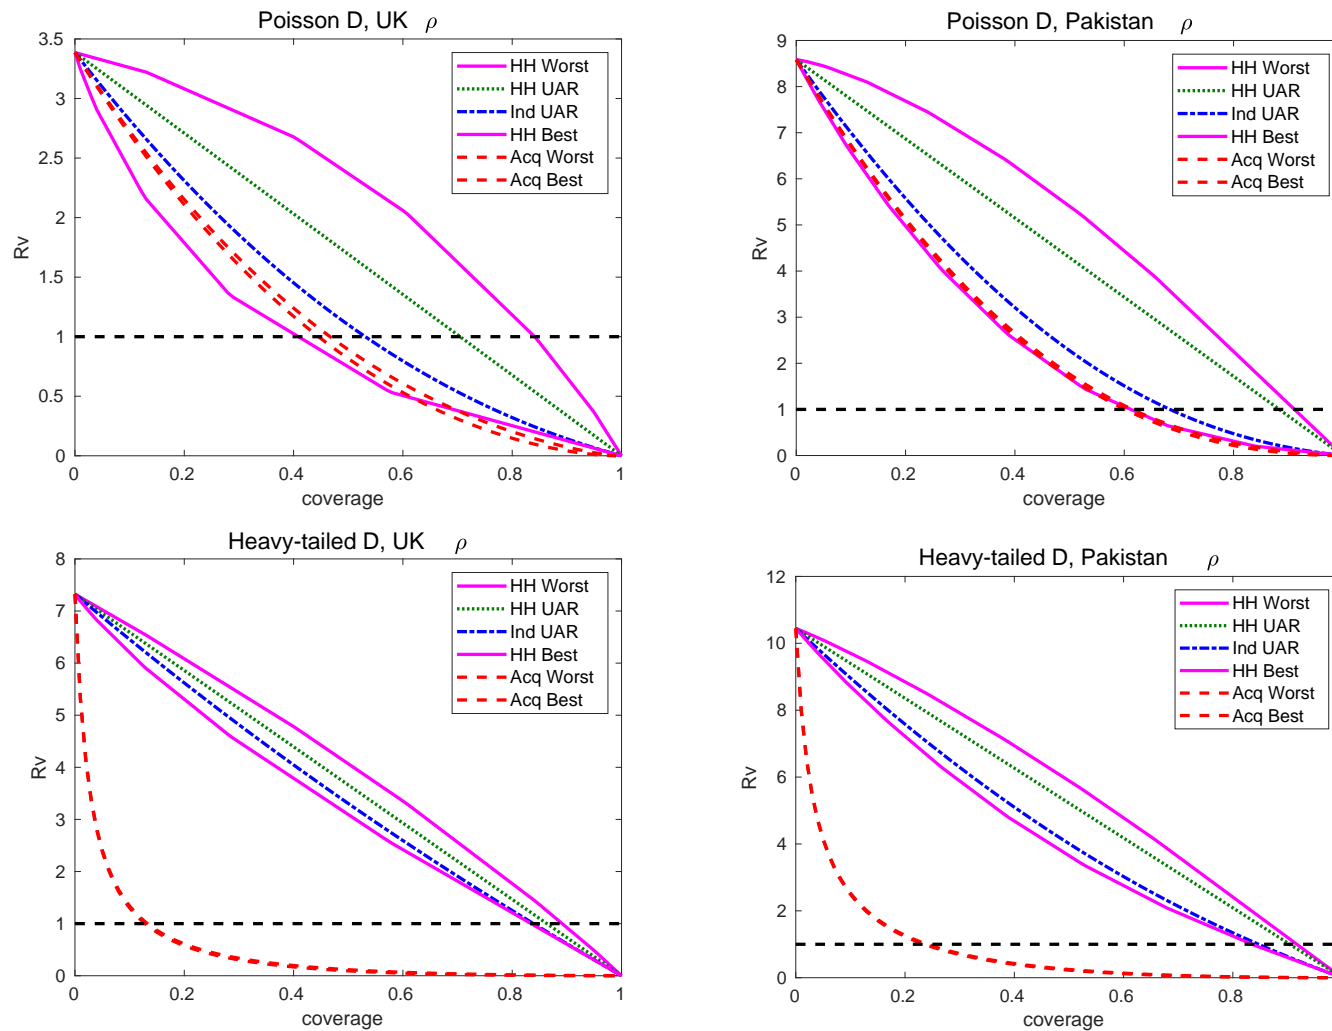 Poisson D, UK ρ
3.5
3
2.5
2
1.5
1
0.5
0
Rv
HH Worst
HH UAR
Ind UAR
HH Best
Acq Worst
Acq Best
0 0.2 0.4 0.6 0.8 1
coverage
Poisson D, Pakistan ρ
9
8
7
6
5
4
3
2
1
0
Rv
HH Worst
HH UAR
Ind UAR
HH Best
Acq Worst
Acq Best
0 0.2 0.4 0.6 0.8
coverage
Heavy-tailed D, UK ρ
8
7
6
5
4
3
2
1
0
Rv
HH Worst
HH UAR
Ind UAR
HH Best
Acq Worst
Acq Best
0 0.2 0.4 0.6 0.8 1
coverage
Heavy-tailed D, Pakistan ρ
12
10
8
6
4
2
0
Rv
HH Worst
HH UAR
Ind UAR
HH Best
Acq Worst
Acq Best
0 0.2 0.4 0.6 0.8
coverage